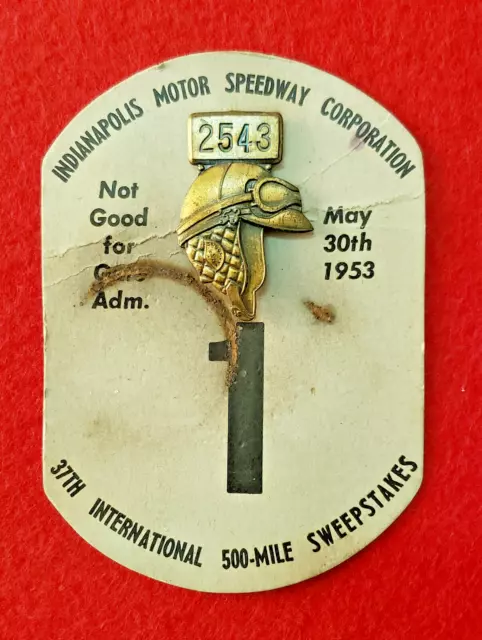 INDIANAPOLIS MOTOR SPEEDWAY CORPORATION
2543
Not
Good
for
Adm.
May
30th
1953
1
37TH INTERNATIONAL 500-MILE SWEEPSTAKES